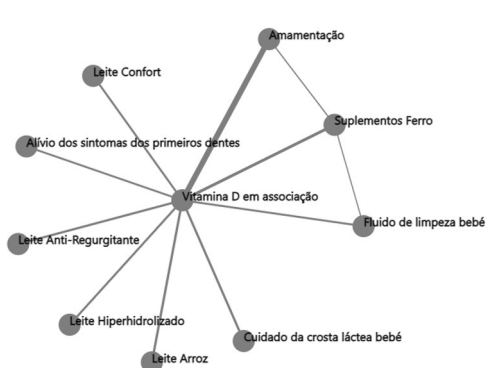 Amamentação
Leite Confort
Suplementos Ferro
Alívio dos sintomas dos primeiros dentes
Vitamina D em associação
Fluido de limpeza bebé
Leite Anti-Regurgitante
Leite Hiperhidrolizado
Cuidado da crosta láctea bebé
Leite Arroz